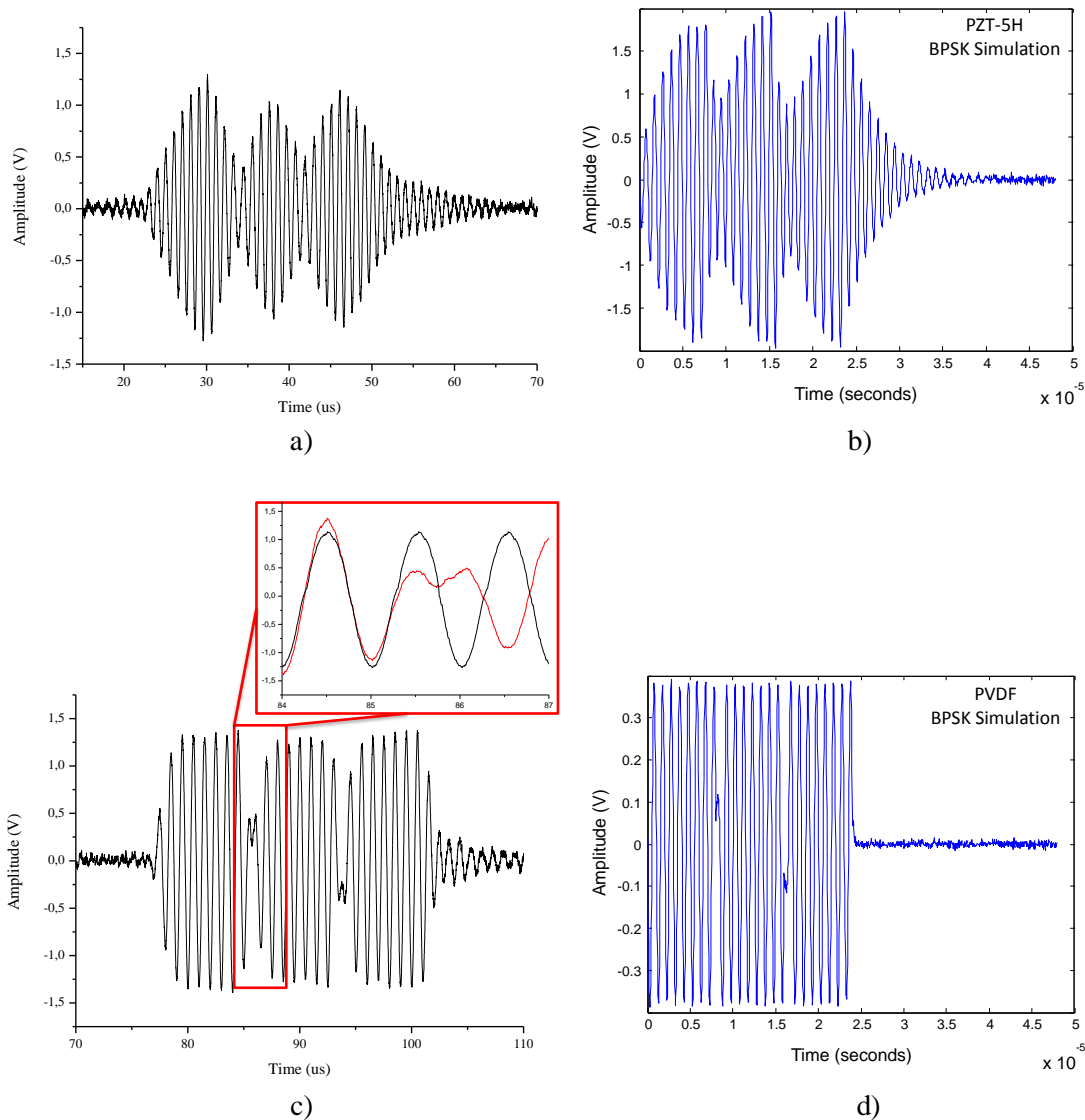 1,5
1,0
0,5
0,0
-0,5
-1,0
-1,5
Amplitude (V)
20 30 40 50 60 70
Time (us)
a)
PZT-5H
BPSK Simulation
1.5
1
0.5
0
-0.5
-1
-1.5
Amplitude (V)
0 0.5 1 1.5 2 2.5 3 3.5 4 4.5 5
Time (seconds)
x 10⁻⁵
b)
1,5
1,0
0,5
0,0
-0,5
-1,0
-1,5
84 85 86 87
1,5
1,0
0,5
0,0
-0,5
-1,0
-1,5
Amplitude (V)
70 80 90 100 110
Time (us)
c)
PVDF
BPSK Simulation
0.3
0.2
0.1
0
-0.1
-0.2
-0.3
Amplitude (V)
0 0.5 1 1.5 2 2.5 3 3.5 4 4.5 5
Time (seconds)
x 10⁻⁵
d)